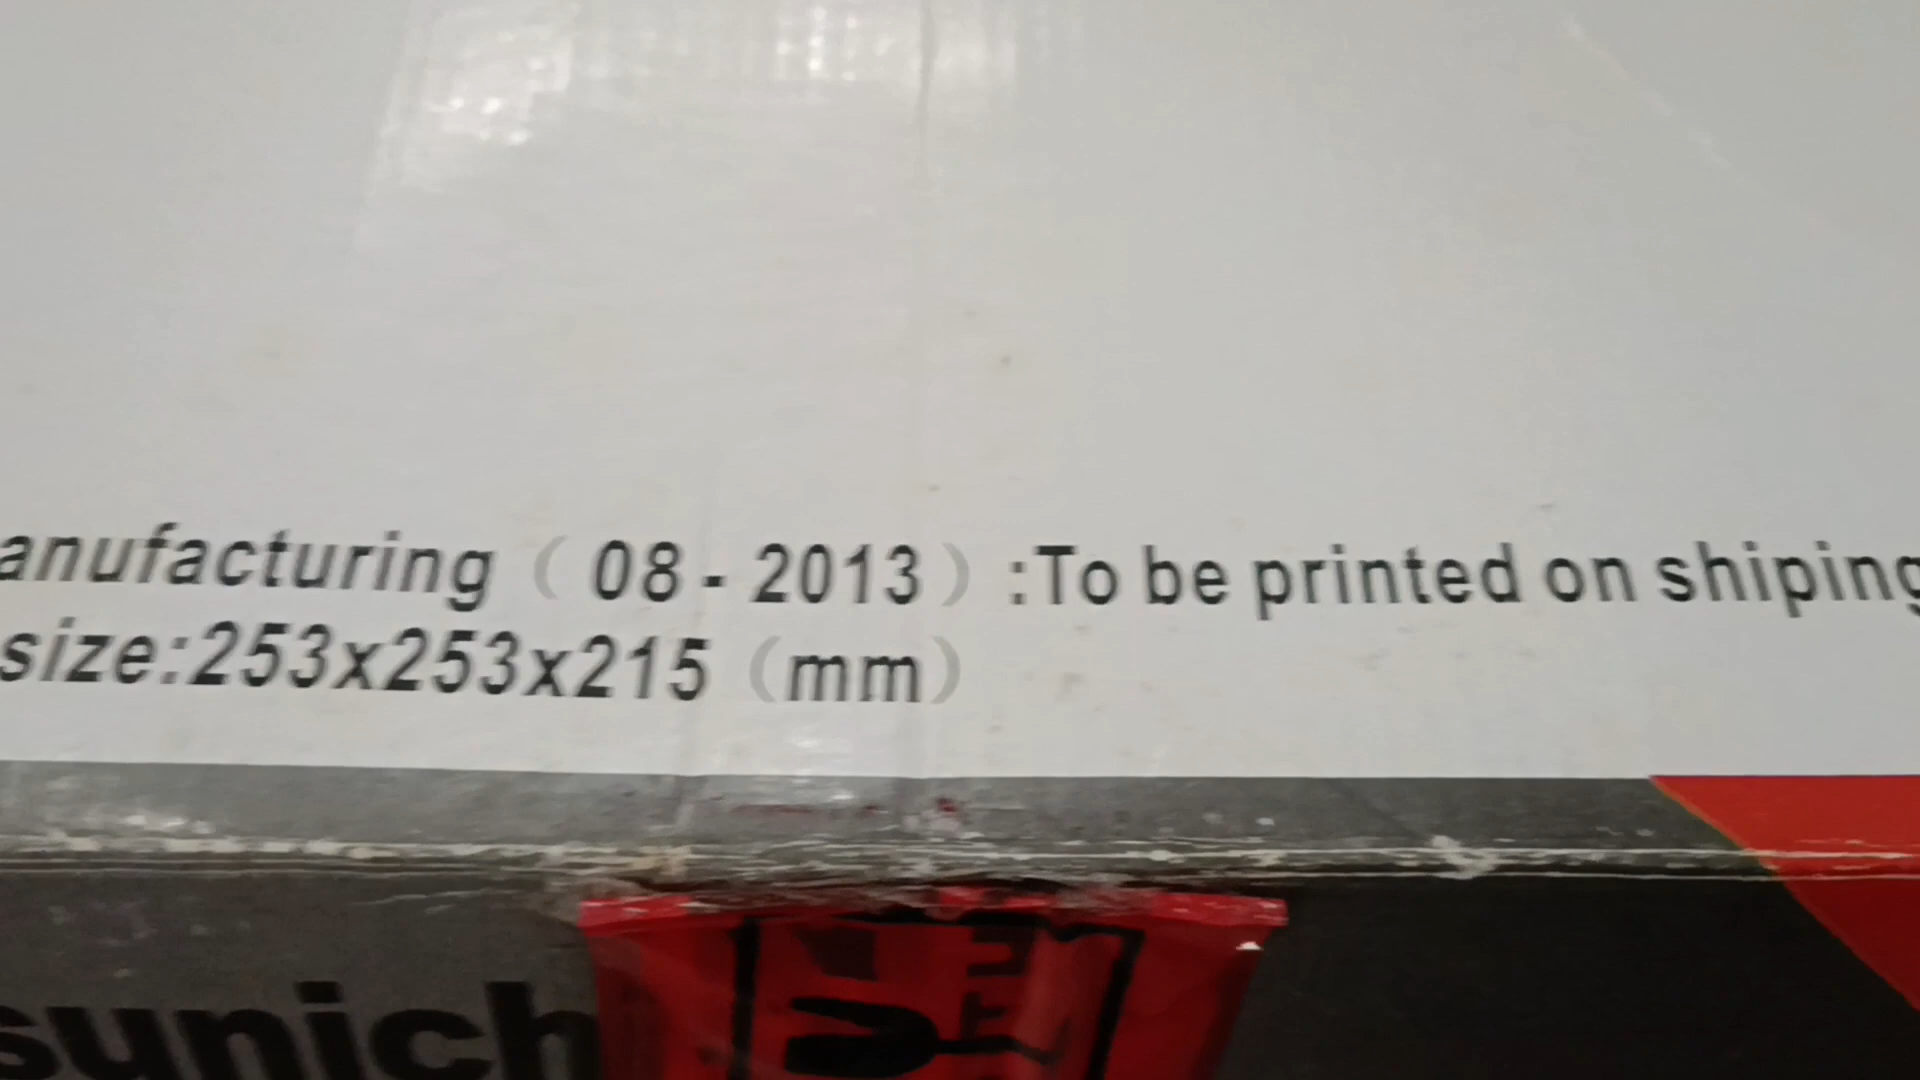 anufacturing ( 08 - 2013 ) :To be printed on shiping
size:253x253x215 (mm)
sunich